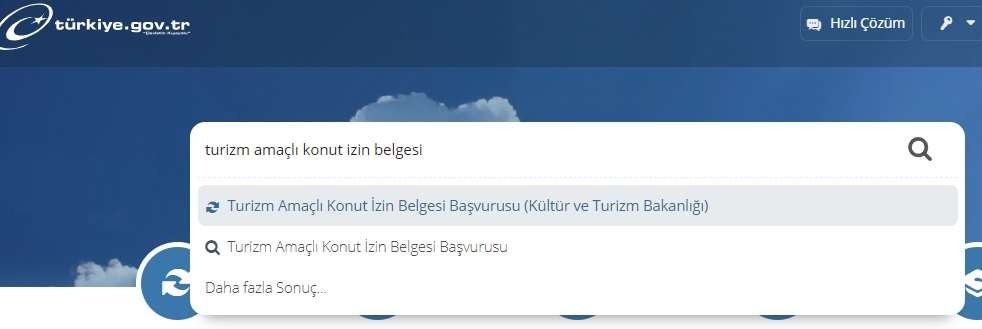 türkiye.gov.tr
Hızlı Çözüm
turizm amaçlı konut izin belgesi
Turizm Amaçlı Konut İzin Belgesi Başvurusu (Kültür ve Turizm Bakanlığı)
Turizm Amaçlı Konut İzin Belgesi Başvurusu
Daha fazla Sonuç...